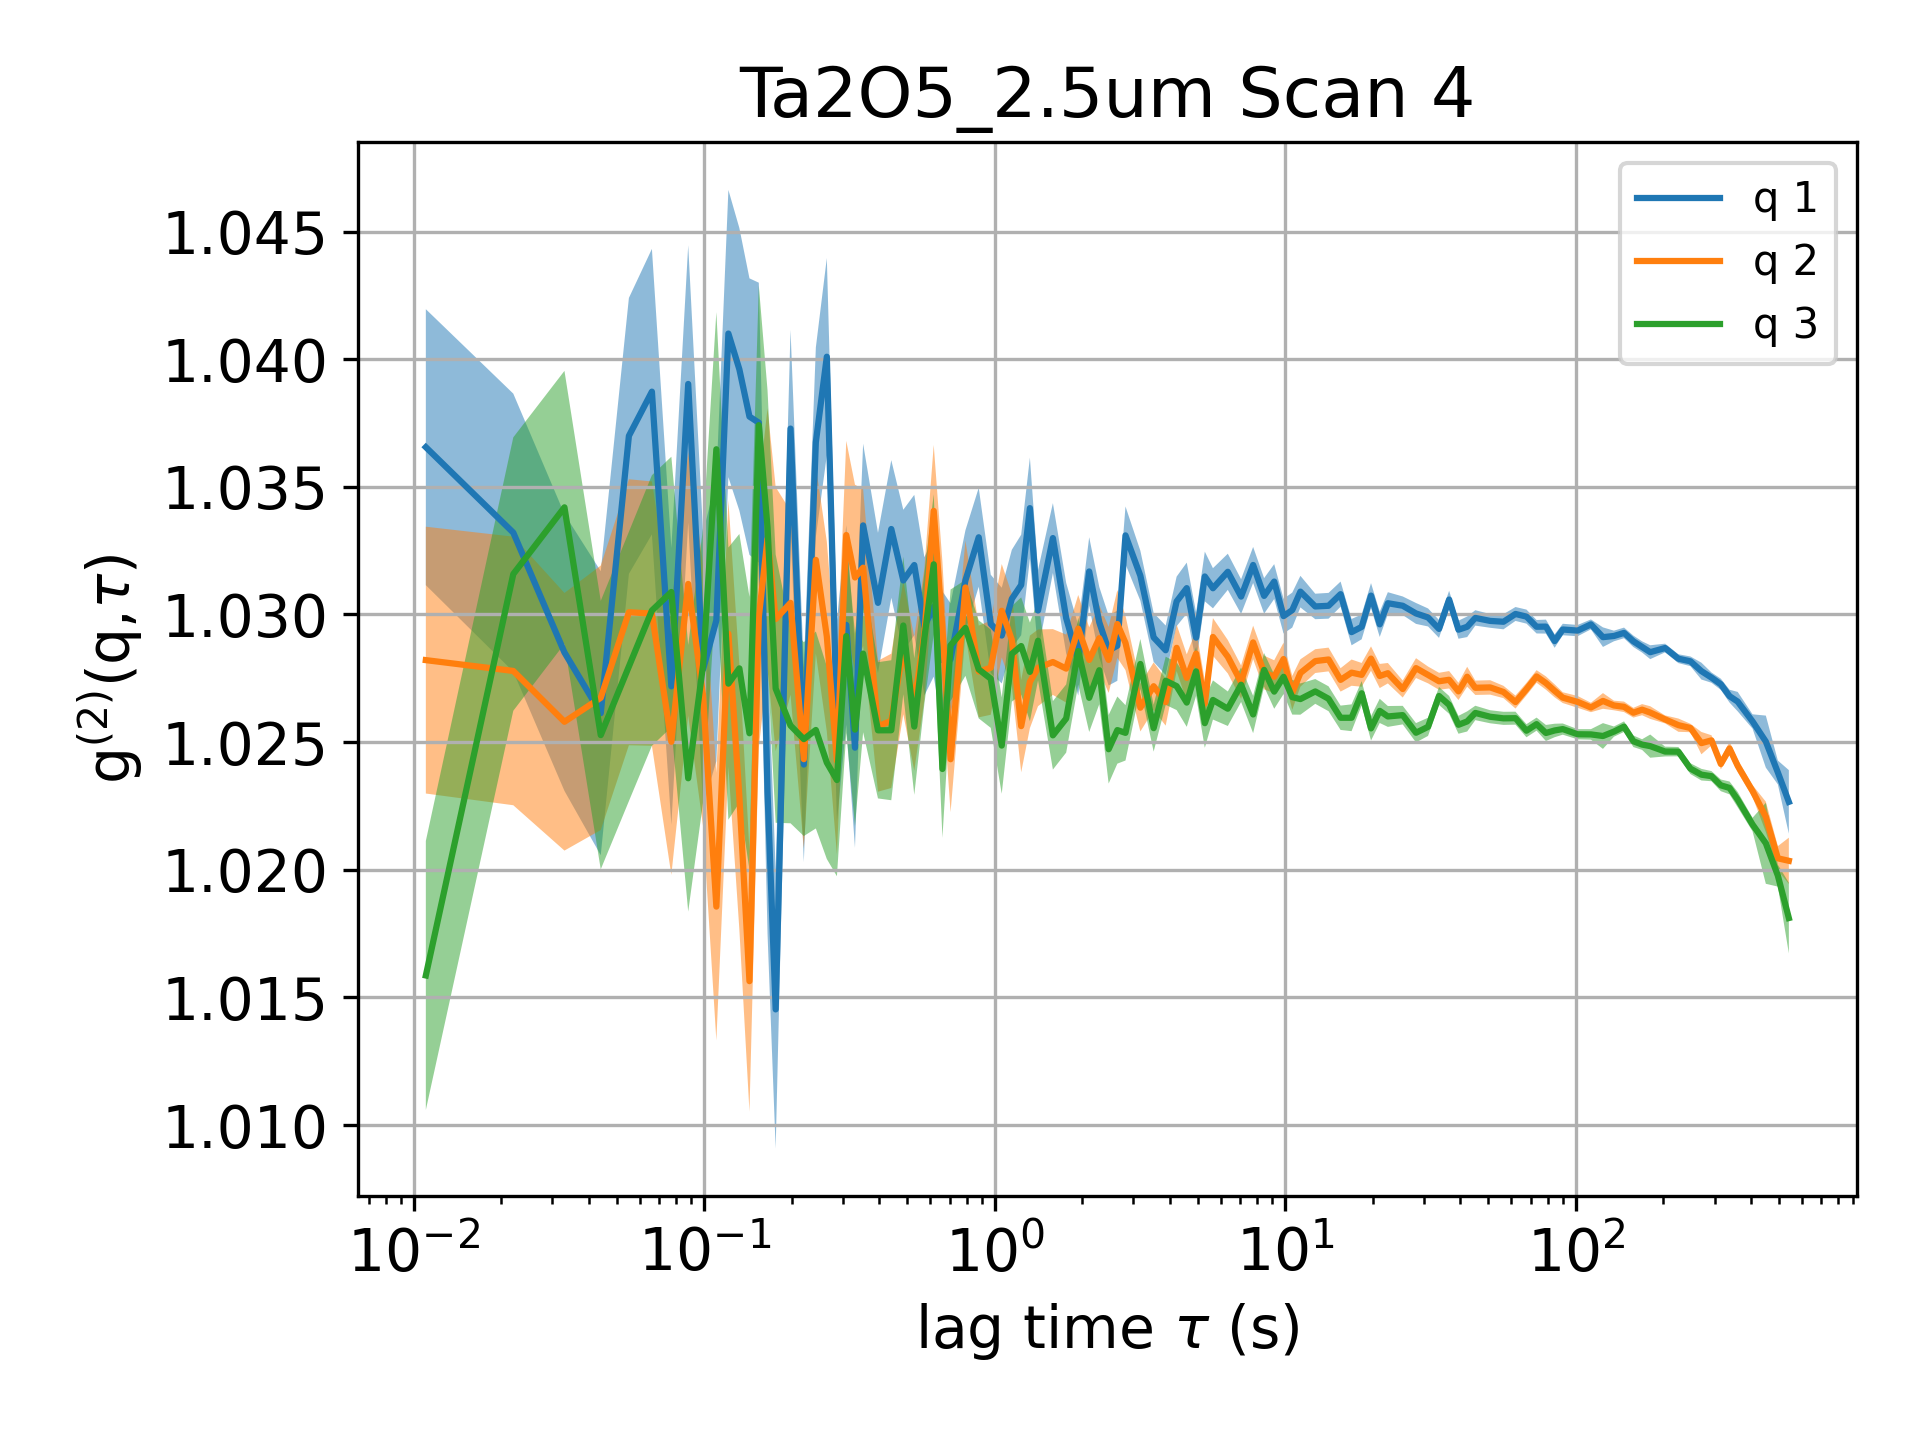 Ta2O5_2.5um Scan 4
q 1
q 2
q 3
g⁽²⁾(q,τ)
1.045
1.040
1.035
1.030
1.025
1.020
1.015
1.010
10⁻² 10⁻¹ 10⁰ 10¹ 10²
lag time τ (s)